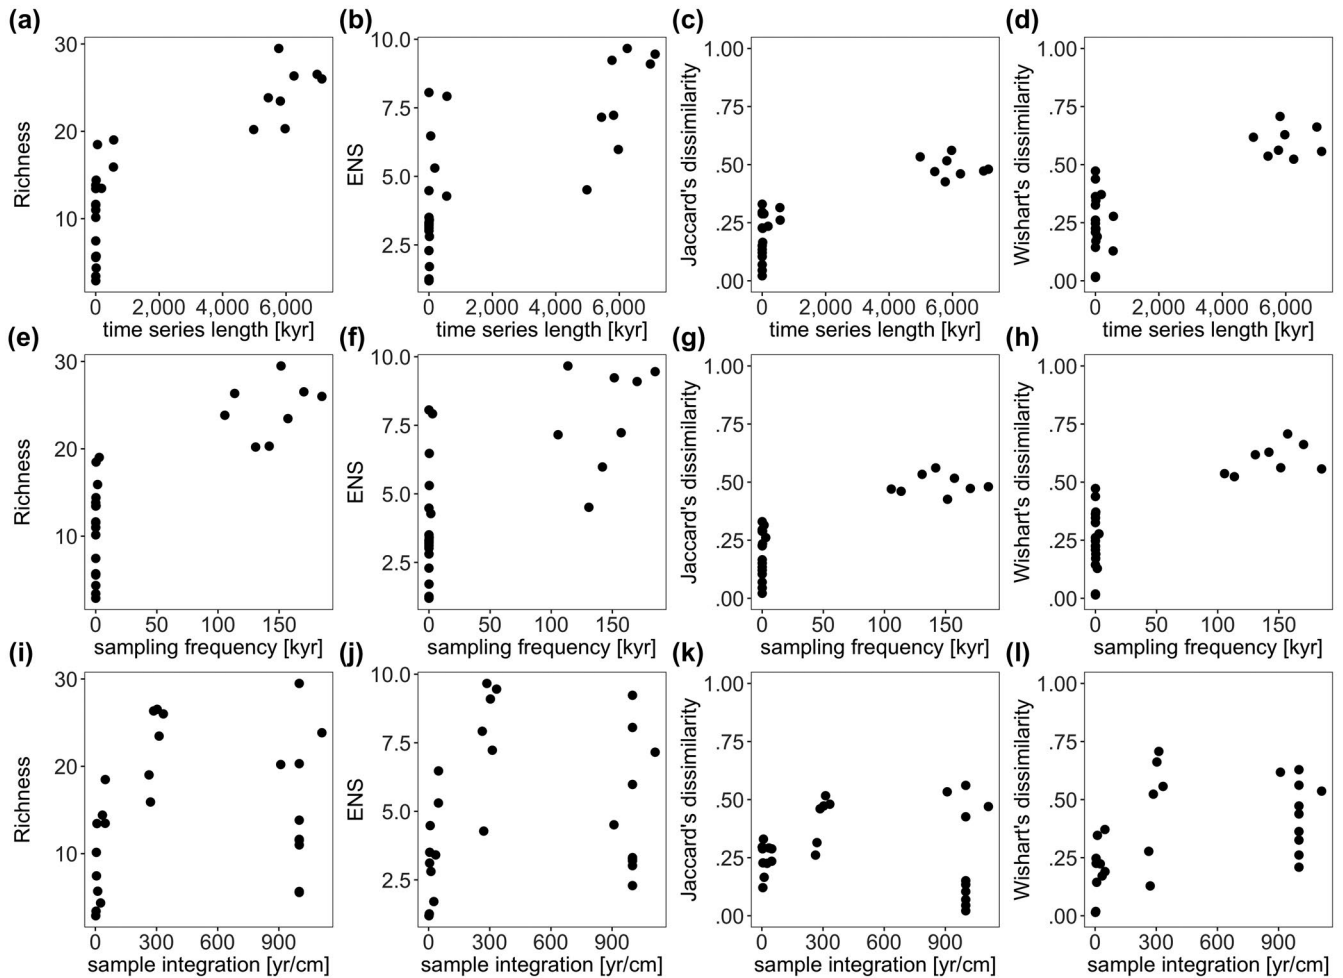 (a) (b) (c) (d)
30 10.0 1.00 1.00
20 7.5 .75 .75
10 5.0 .50 .50
2.5 .25 .25
.00 .00
Richness ENS Jaccard's dissimilarity Wishart's dissimilarity
0 2,000 4,000 6,000 0 2,000 4,000 6,000 0 2,000 4,000 6,000 0 2,000 4,000 6,000
time series length [kyr] time series length [kyr] time series length [kyr] time series length [kyr]
(e) (f) (g) (h)
30 10.0 1.00 1.00
20 7.5 .75 .75
10 5.0 .50 .50
2.5 .25 .25
.00 .00
Richness ENS Jaccard's dissimilarity Wishart's dissimilarity
0 50 100 150 0 50 100 150 0 50 100 150 0 50 100 150
sampling frequency [kyr] sampling frequency [kyr] sampling frequency [kyr] sampling frequency [kyr]
(i) (j) (k) (l)
30 10.0 1.00 1.00
20 7.5 .75 .75
10 5.0 .50 .50
2.5 .25 .25
.00 .00
Richness ENS Jaccard's dissimilarity Wishart's dissimilarity
0 300 600 900 0 300 600 900 0 300 600 900 0 300 600 900
sample integration [yr/cm] sample integration [yr/cm] sample integration [yr/cm] sample integration [yr/cm]